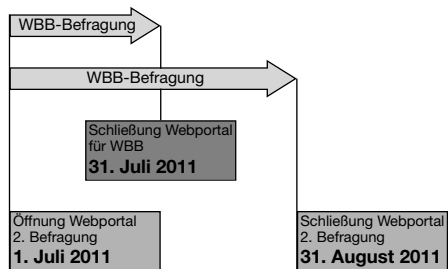 WBB-Befragung
WBB-Befragung
Schließung Webportal
für WBB
31. Juli 2011
Öffnung Webportal
2. Befragung
1. Juli 2011
Schließung Webportal
2. Befragung
31. August 2011